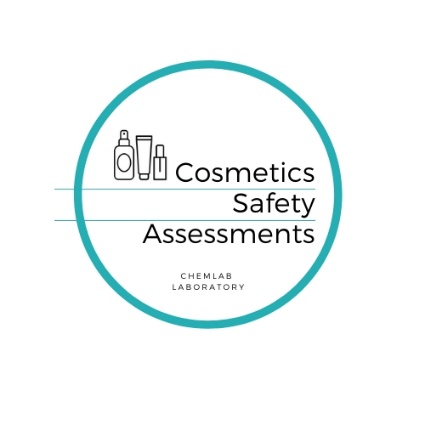 Cosmetics
Safety
Assessments
CHEMLAB
LABORATORY